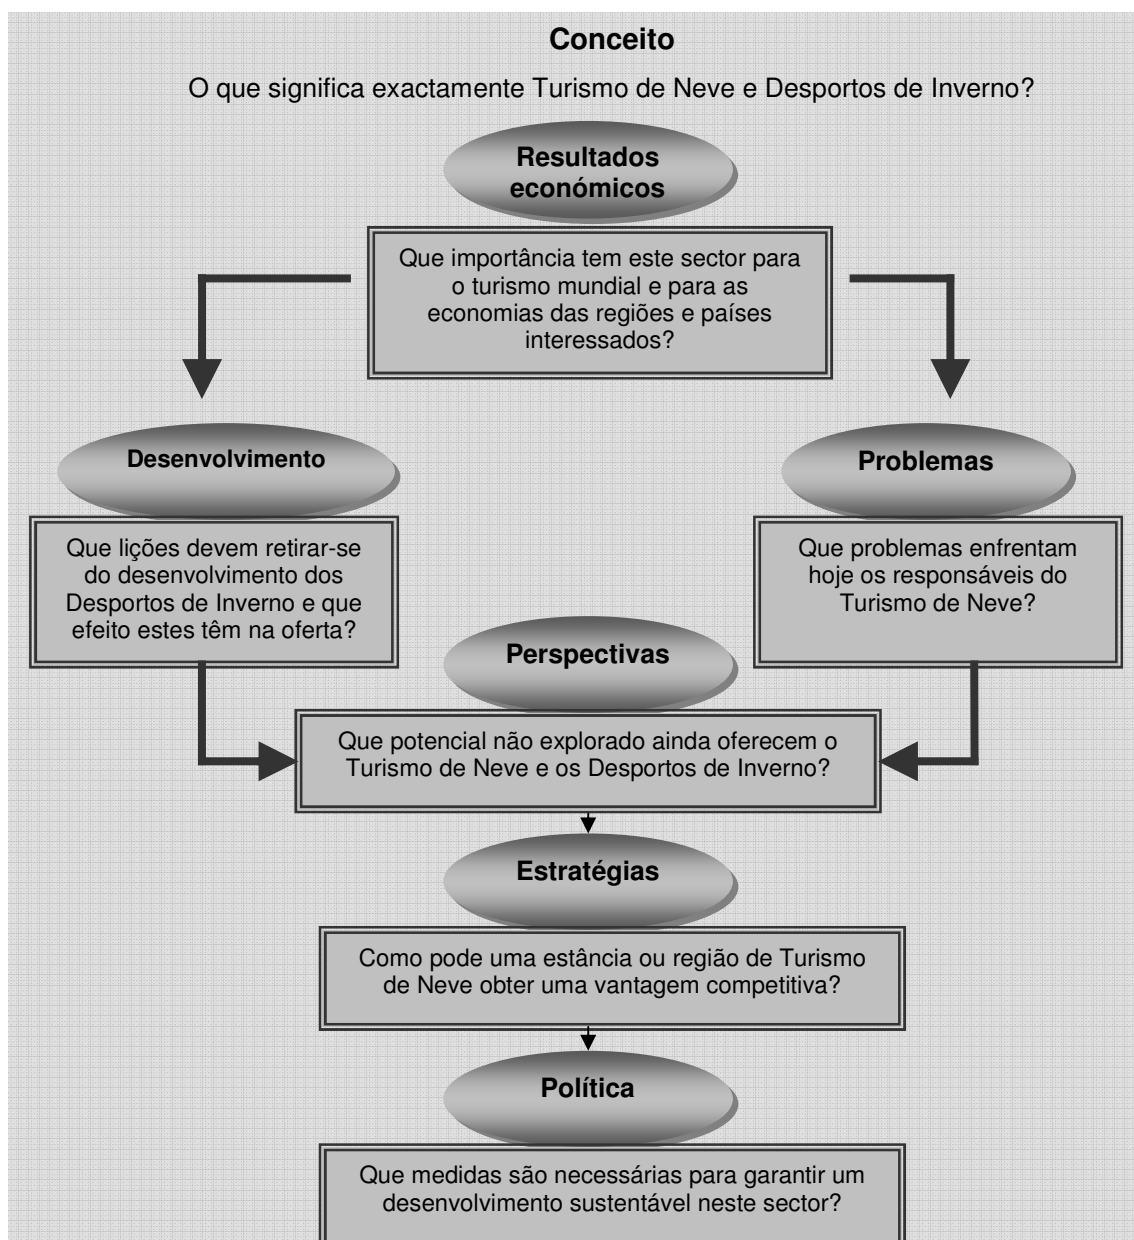 Conceito
O que significa exactamente Turismo de Neve e Desportos de Inverno?
Resultados
económicos
Que importância tem este sector para
o turismo mundial e para as
economias das regiões e países
interessados?
Desenvolvimento
Que lições devem retirar-se
do desenvolvimento dos
Desportos de Inverno e que
efeito estes têm na oferta?
Problemas
Que problemas enfrentam
hoje os responsáveis do
Turismo de Neve?
Perspectivas
Que potencial não explorado ainda oferecem o
Turismo de Neve e os Desportos de Inverno?
Estratégias
Como pode uma estância ou região de Turismo
de Neve obter uma vantagem competitiva?
Política
Que medidas são necessárias para garantir um
desenvolvimento sustentável neste sector?